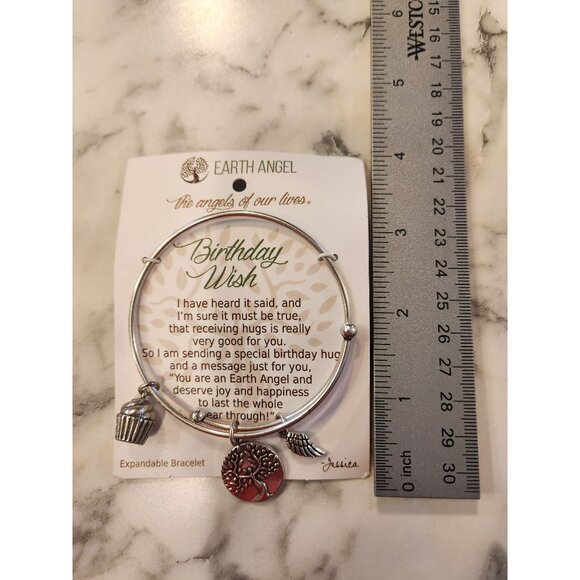 EARTH ANGEL
the angels of our lives®
Birthday
Wish
I have heard it said, and
I'm sure it must be true,
that receiving hugs is really
very good for you.
So I am sending a special birthday hug
and a message just for you,
"You are an Earth Angel and
deserve joy and happiness
to last the whole
ear through!"
Expandable Bracelet
-Jessica
WESTCO
6
5
4
3
2
1
0 inch
15
16
17
18
19
20
21
22
23
24
25
26
27
28
29
30